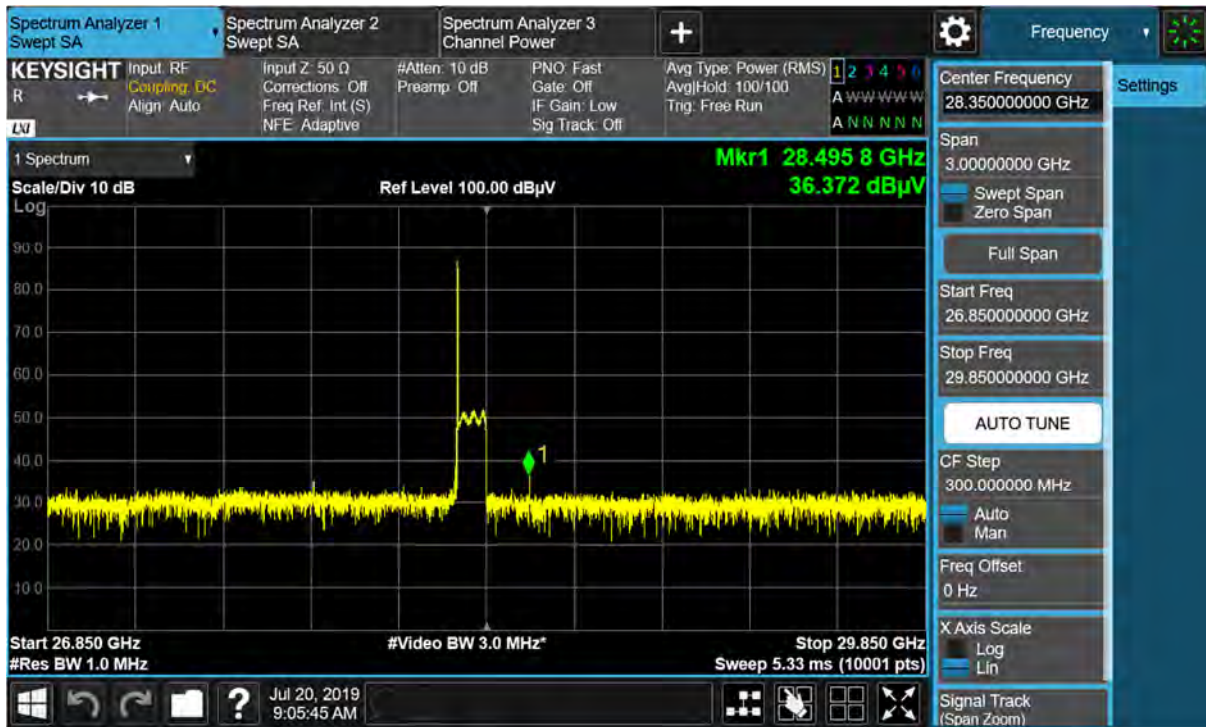 Spectrum Analyzer 1
Swept SA
Spectrum Analyzer 2
Swept SA
Spectrum Analyzer 3
Channel Power
+
Frequency
KEYSIGHT
R
LXI
Input: RF
Coupling: DC
Align: Auto
Input Z: 50 Ω
Corrections: Off
Freq Ref: Int (S)
NFE: Adaptive
#Atten: 10 dB
Preamp: Off
PNO: Fast
Gate: Off
IF Gain: Low
Sig Track: Off
Avg Type: Power (RMS)
Avg|Hold: 100/100
Trig: Free Run
1 2 3 4 5 6
A W W W W W
A N N N N N
1 Spectrum
Scale/Div 10 dB
Log
Ref Level 100.00 dBµV
Mkr1 28.495 8 GHz
36.372 dBµV
90.0
80.0
70.0
60.0
50.0
40.0
30.0
20.0
10.0
1
Start 26.850 GHz
#Res BW 1.0 MHz
#Video BW 3.0 MHz*
Stop 29.850 GHz
Sweep 5.33 ms (10001 pts)
Center Frequency
28.350000000 GHz
Settings
Span
3.00000000 GHz
Swept Span
Zero Span
Full Span
Start Freq
26.850000000 GHz
Stop Freq
29.850000000 GHz
AUTO TUNE
CF Step
300.000000 MHz
Auto
Man
Freq Offset
0 Hz
X Axis Scale
Log
Lin
Signal Track
(Span Zoom)
?
Jul 20, 2019
9:05:45 AM